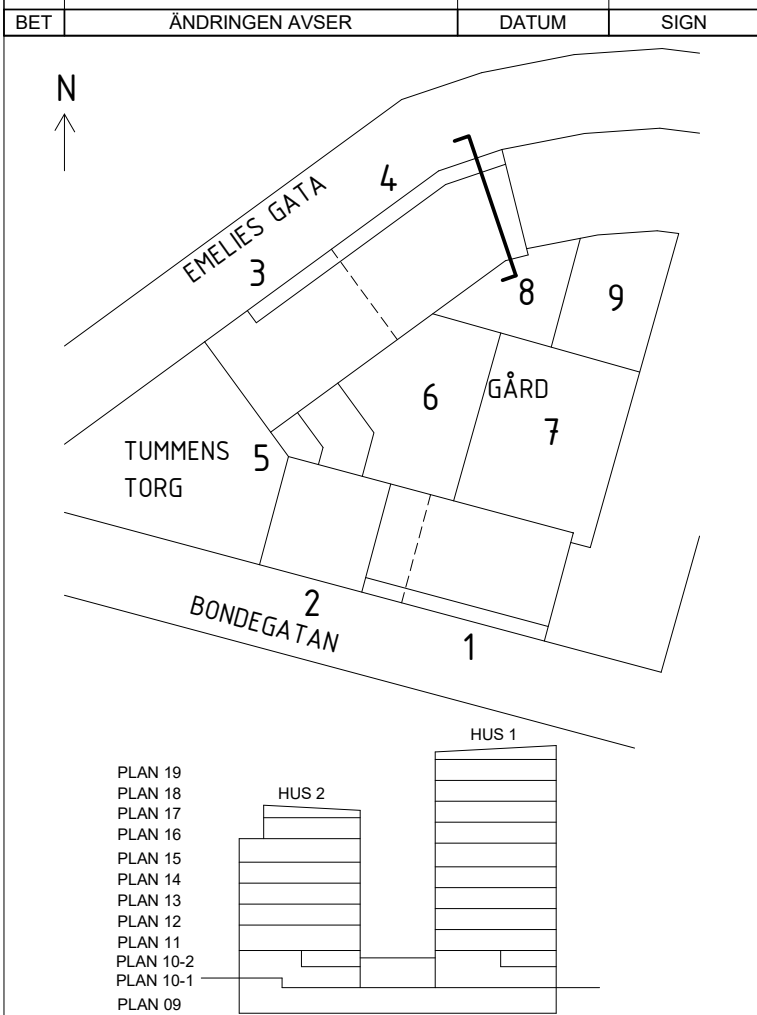 BET ÄNDRINGEN AVSER DATUM SIGN
N
4
EMELIES GATA
3
8
9
6
GÅRD
7
TUMMENS
TORG
5
2
BONDEGATAN
1
HUS 1
PLAN 19
PLAN 18
HUS 2
PLAN 17
PLAN 16
PLAN 15
PLAN 14
PLAN 13
PLAN 12
PLAN 11
PLAN 10-2
PLAN 10-1
PLAN 09